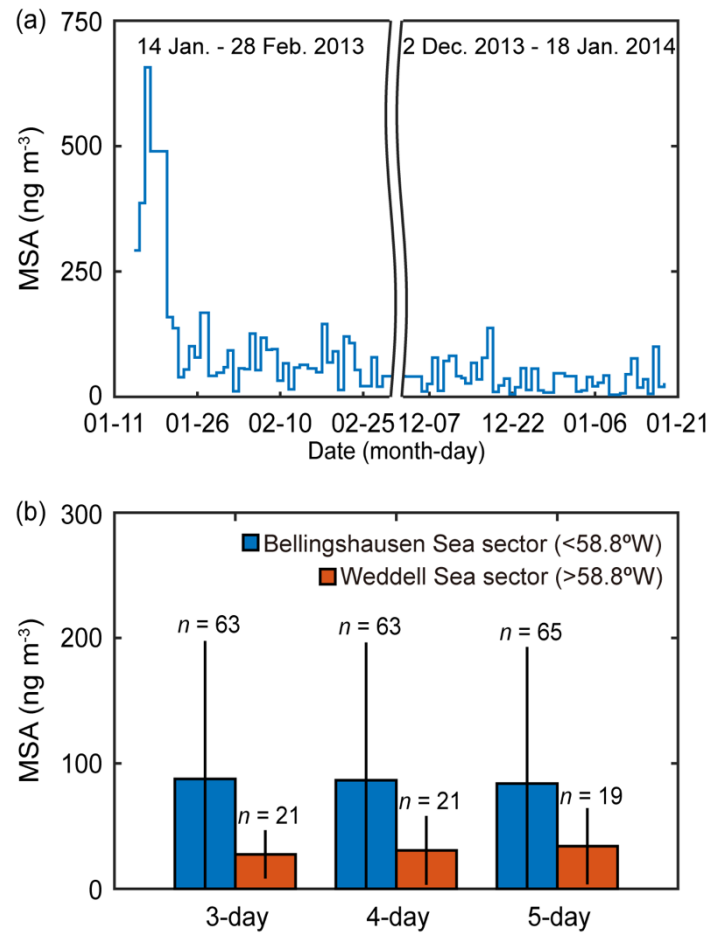 (a)
750
14 Jan. - 28 Feb. 2013
2 Dec. 2013 - 18 Jan. 2014
500
MSA (ng m⁻³)
250
0
01-11 01-26 02-10 02-25 12-07 12-22 01-06 01-21
Date (month-day)
(b)
300
Bellingshausen Sea sector (<58.8ºW)
Weddell Sea sector (>58.8ºW)
200
n = 63 n = 63 n = 65
MSA (ng m⁻³)
100
n = 21 n = 21 n = 19
0
3-day 4-day 5-day